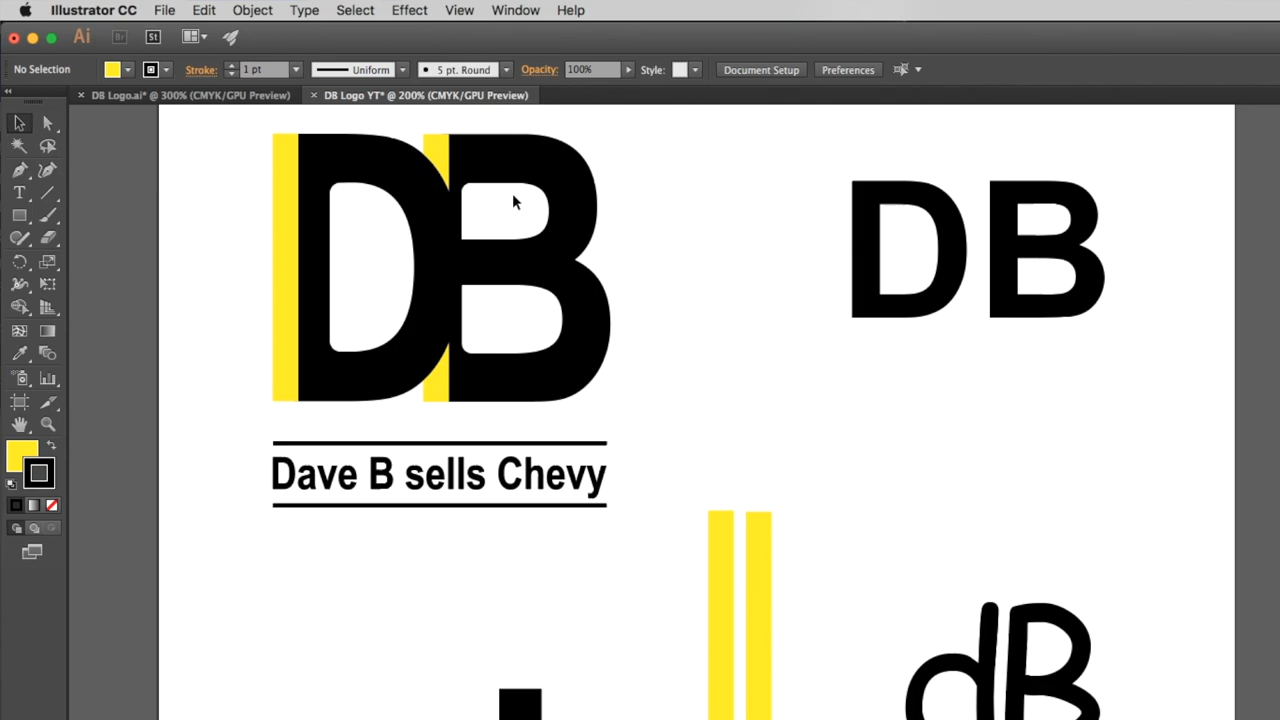 Illustrator CC File Edit Object Type Select Effect View Window Help
Ai Br St
No Selection Stroke: 1 pt Uniform 5 pt. Round Opacity: 100% Style: Document Setup Preferences
× DB Logo.ai* @ 300% (CMYK/GPU Preview) × DB Logo YT* @ 200% (CMYK/GPU Preview)
DB
DB
Dave B sells Chevy
dB